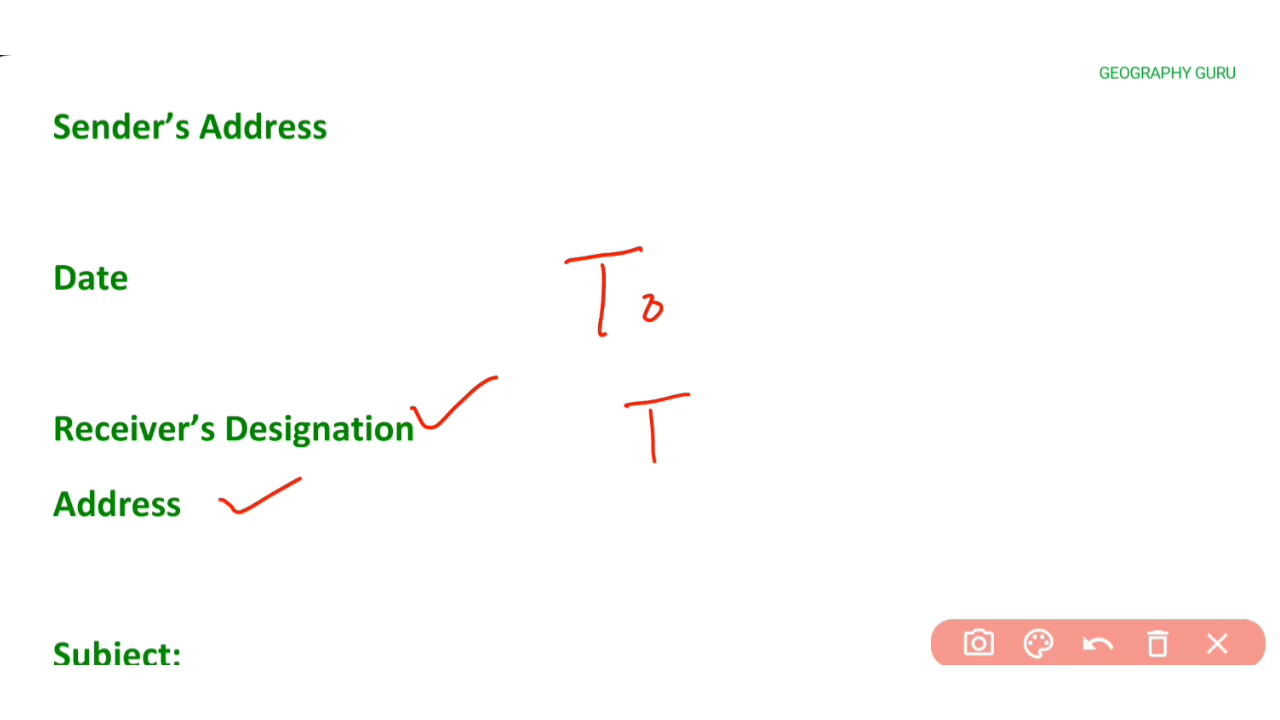 GEOGRAPHY GURU
Sender’s Address
Date
To
Receiver’s Designation
T
Address
Subject: